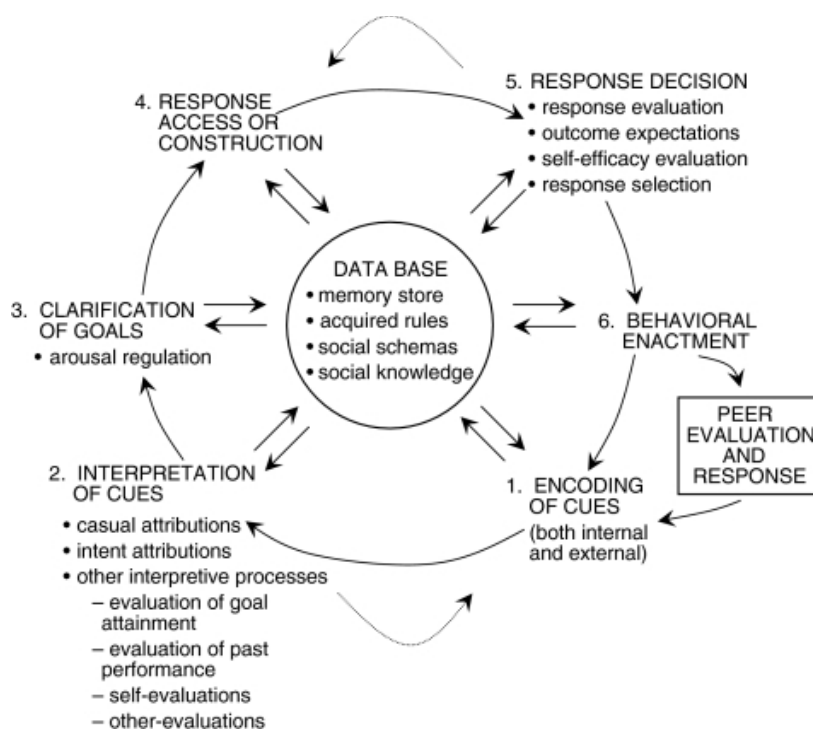 5. RESPONSE DECISION
• response evaluation
• outcome expectations
• self-efficacy evaluation
• response selection
4. RESPONSE
ACCESS OR
CONSTRUCTION
DATA BASE
• memory store
• acquired rules
• social schemas
• social knowledge
3. CLARIFICATION
OF GOALS
• arousal regulation
6. BEHAVIORAL
ENACTMENT
PEER
EVALUATION
AND
RESPONSE
2. INTERPRETATION
OF CUES
• casual attributions
• intent attributions
• other interpretive processes
– evaluation of goal
attainment
– evaluation of past
performance
– self-evaluations
– other-evaluations
1. ENCODING
OF CUES
(both internal
and external)